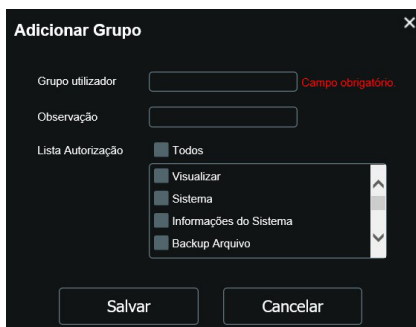 Adicionar Grupo
Grupo utilizador Campo obrigatório.
Observação
Lista Autorização Todos
Visualizar
Sistema
Informações do Sistema
Backup Arquivo
Salvar Cancelar